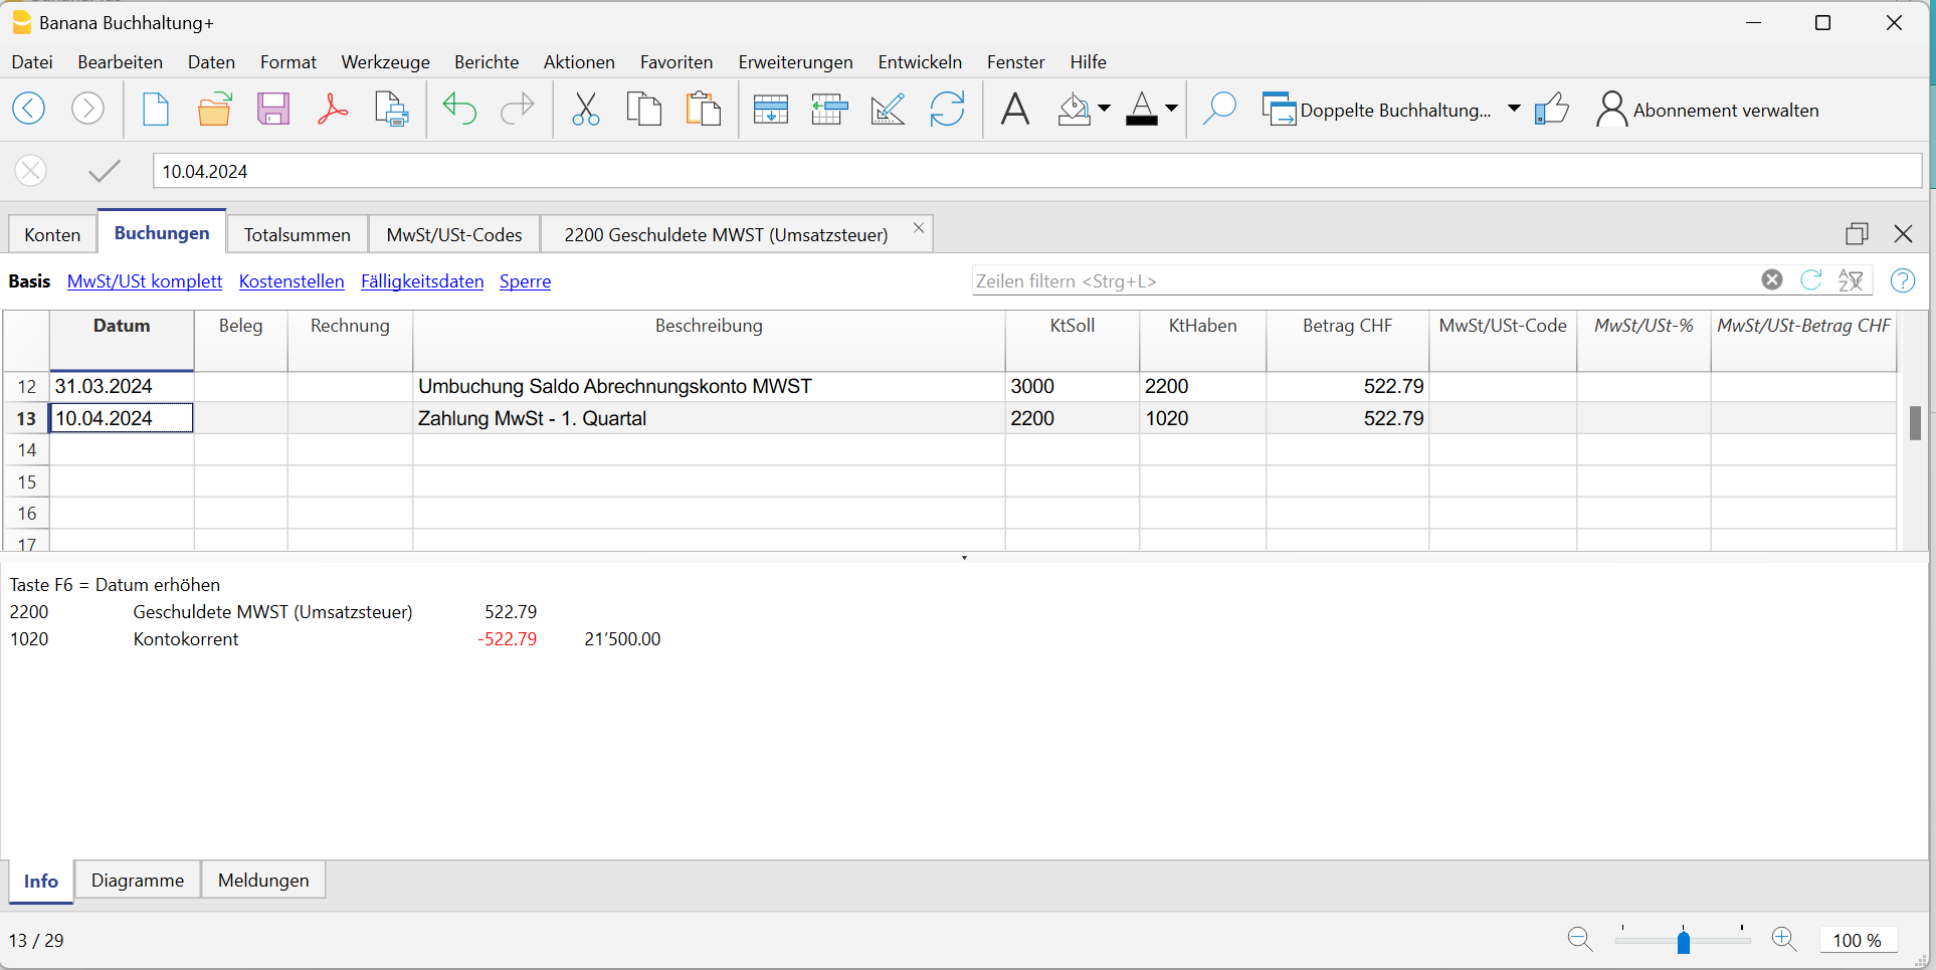 Banana Buchhaltung+
Datei Bearbeiten Daten Format Werkzeuge Berichte Aktionen Favoriten Erweiterungen Entwickeln Fenster Hilfe
Doppelte Buchhaltung... Abonnement verwalten
10.04.2024
Konten Buchungen Totalsummen MwSt/USt-Codes 2200 Geschuldete MWST (Umsatzsteuer)
Basis MwSt/USt komplett Kostenstellen Fälligkeitsdaten Sperre Zeilen filtern <Strg+L>
Datum Beleg Rechnung Beschreibung KtSoll KtHaben Betrag CHF MwSt/USt-Code MwSt/USt-% MwSt/USt-Betrag CHF
12 31.03.2024 Umbuchung Saldo Abrechnungskonto MWST 3000 2200 522.79
13 10.04.2024 Zahlung MwSt - 1. Quartal 2200 1020 522.79
14
15
16
17
Taste F6 = Datum erhöhen
2200 Geschuldete MWST (Umsatzsteuer) 522.79
1020 Kontokorrent -522.79 21’500.00
Info Diagramme Meldungen
13 / 29 100 %